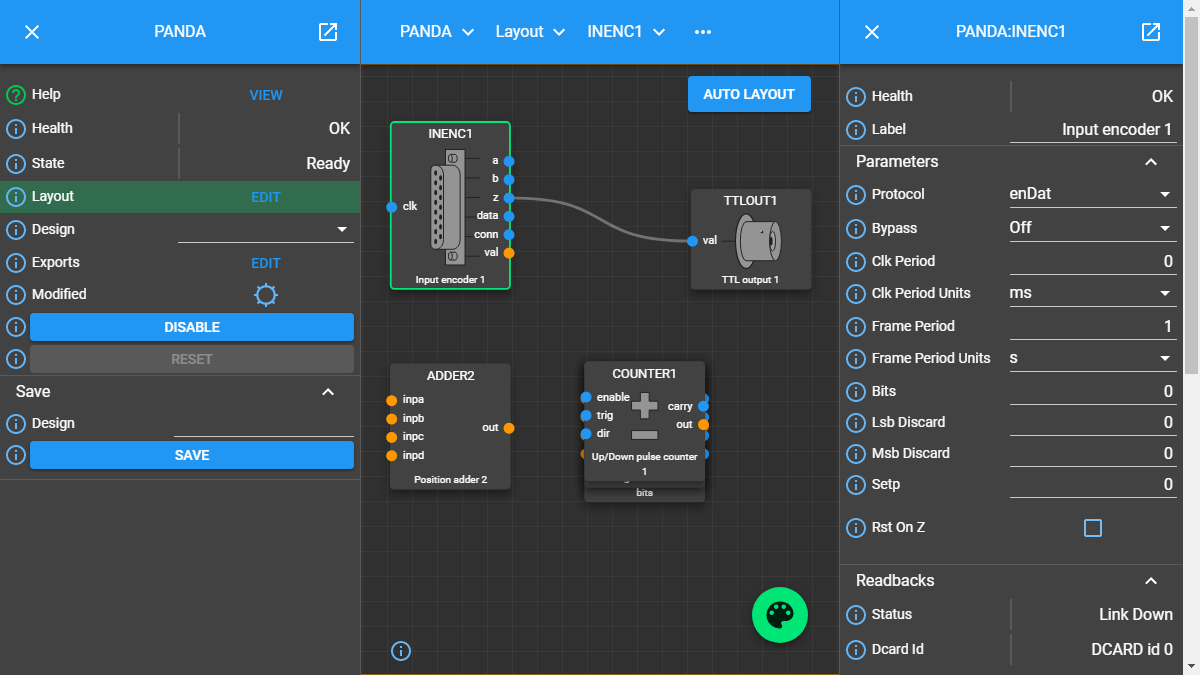 PANDA
Help VIEW
Health OK
State Ready
Layout EDIT
Design
Exports EDIT
Modified
DISABLE
RESET
Save
Design
SAVE
PANDA Layout INENC1
AUTO LAYOUT
INENC1
a
b
z
clk
data
conn
val
Input encoder 1
TTLOUT1
val
TTL output 1
ADDER2
inpa
inpb
out
inpc
inpd
Position adder 2
COUNTER1
enable
carry
trig
out
dir
Up/Down pulse counter
1
bits
PANDA:INENC1
Health OK
Label Input encoder 1
Parameters
Protocol enDat
Bypass Off
Clk Period 0
Clk Period Units ms
Frame Period 1
Frame Period Units s
Bits 0
Lsb Discard 0
Msb Discard 0
Setp 0
Rst On Z
Readbacks
Status Link Down
Dcard Id DCARD id 0